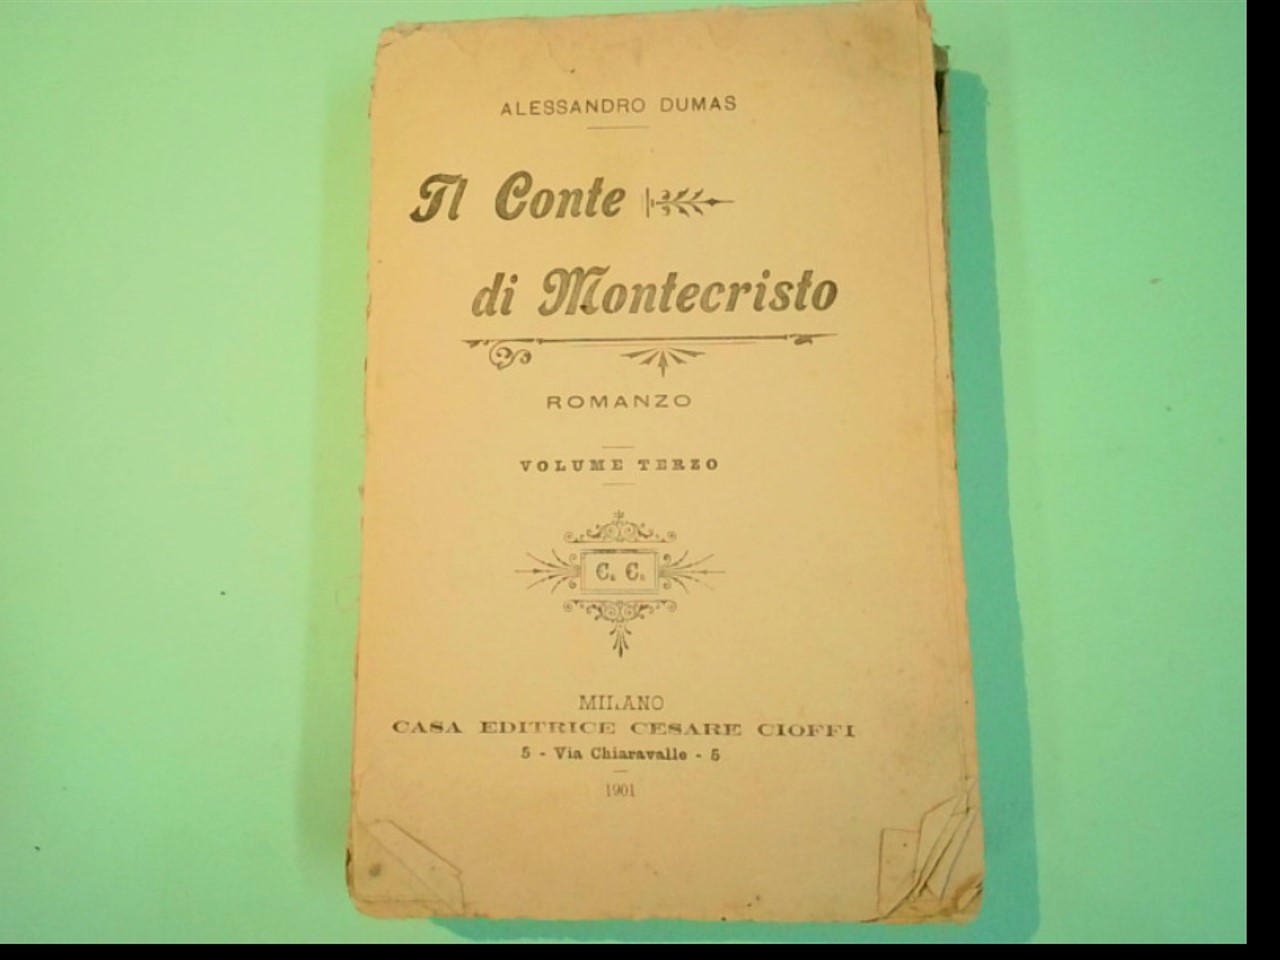 ALESSANDRO DUMAS
Il Conte
di Montecristo
ROMANZO
VOLUME TERZO
C. C.
MILANO
CASA EDITRICE CESARE CIOFFI
5 - Via Chiaravalle - 5
1901